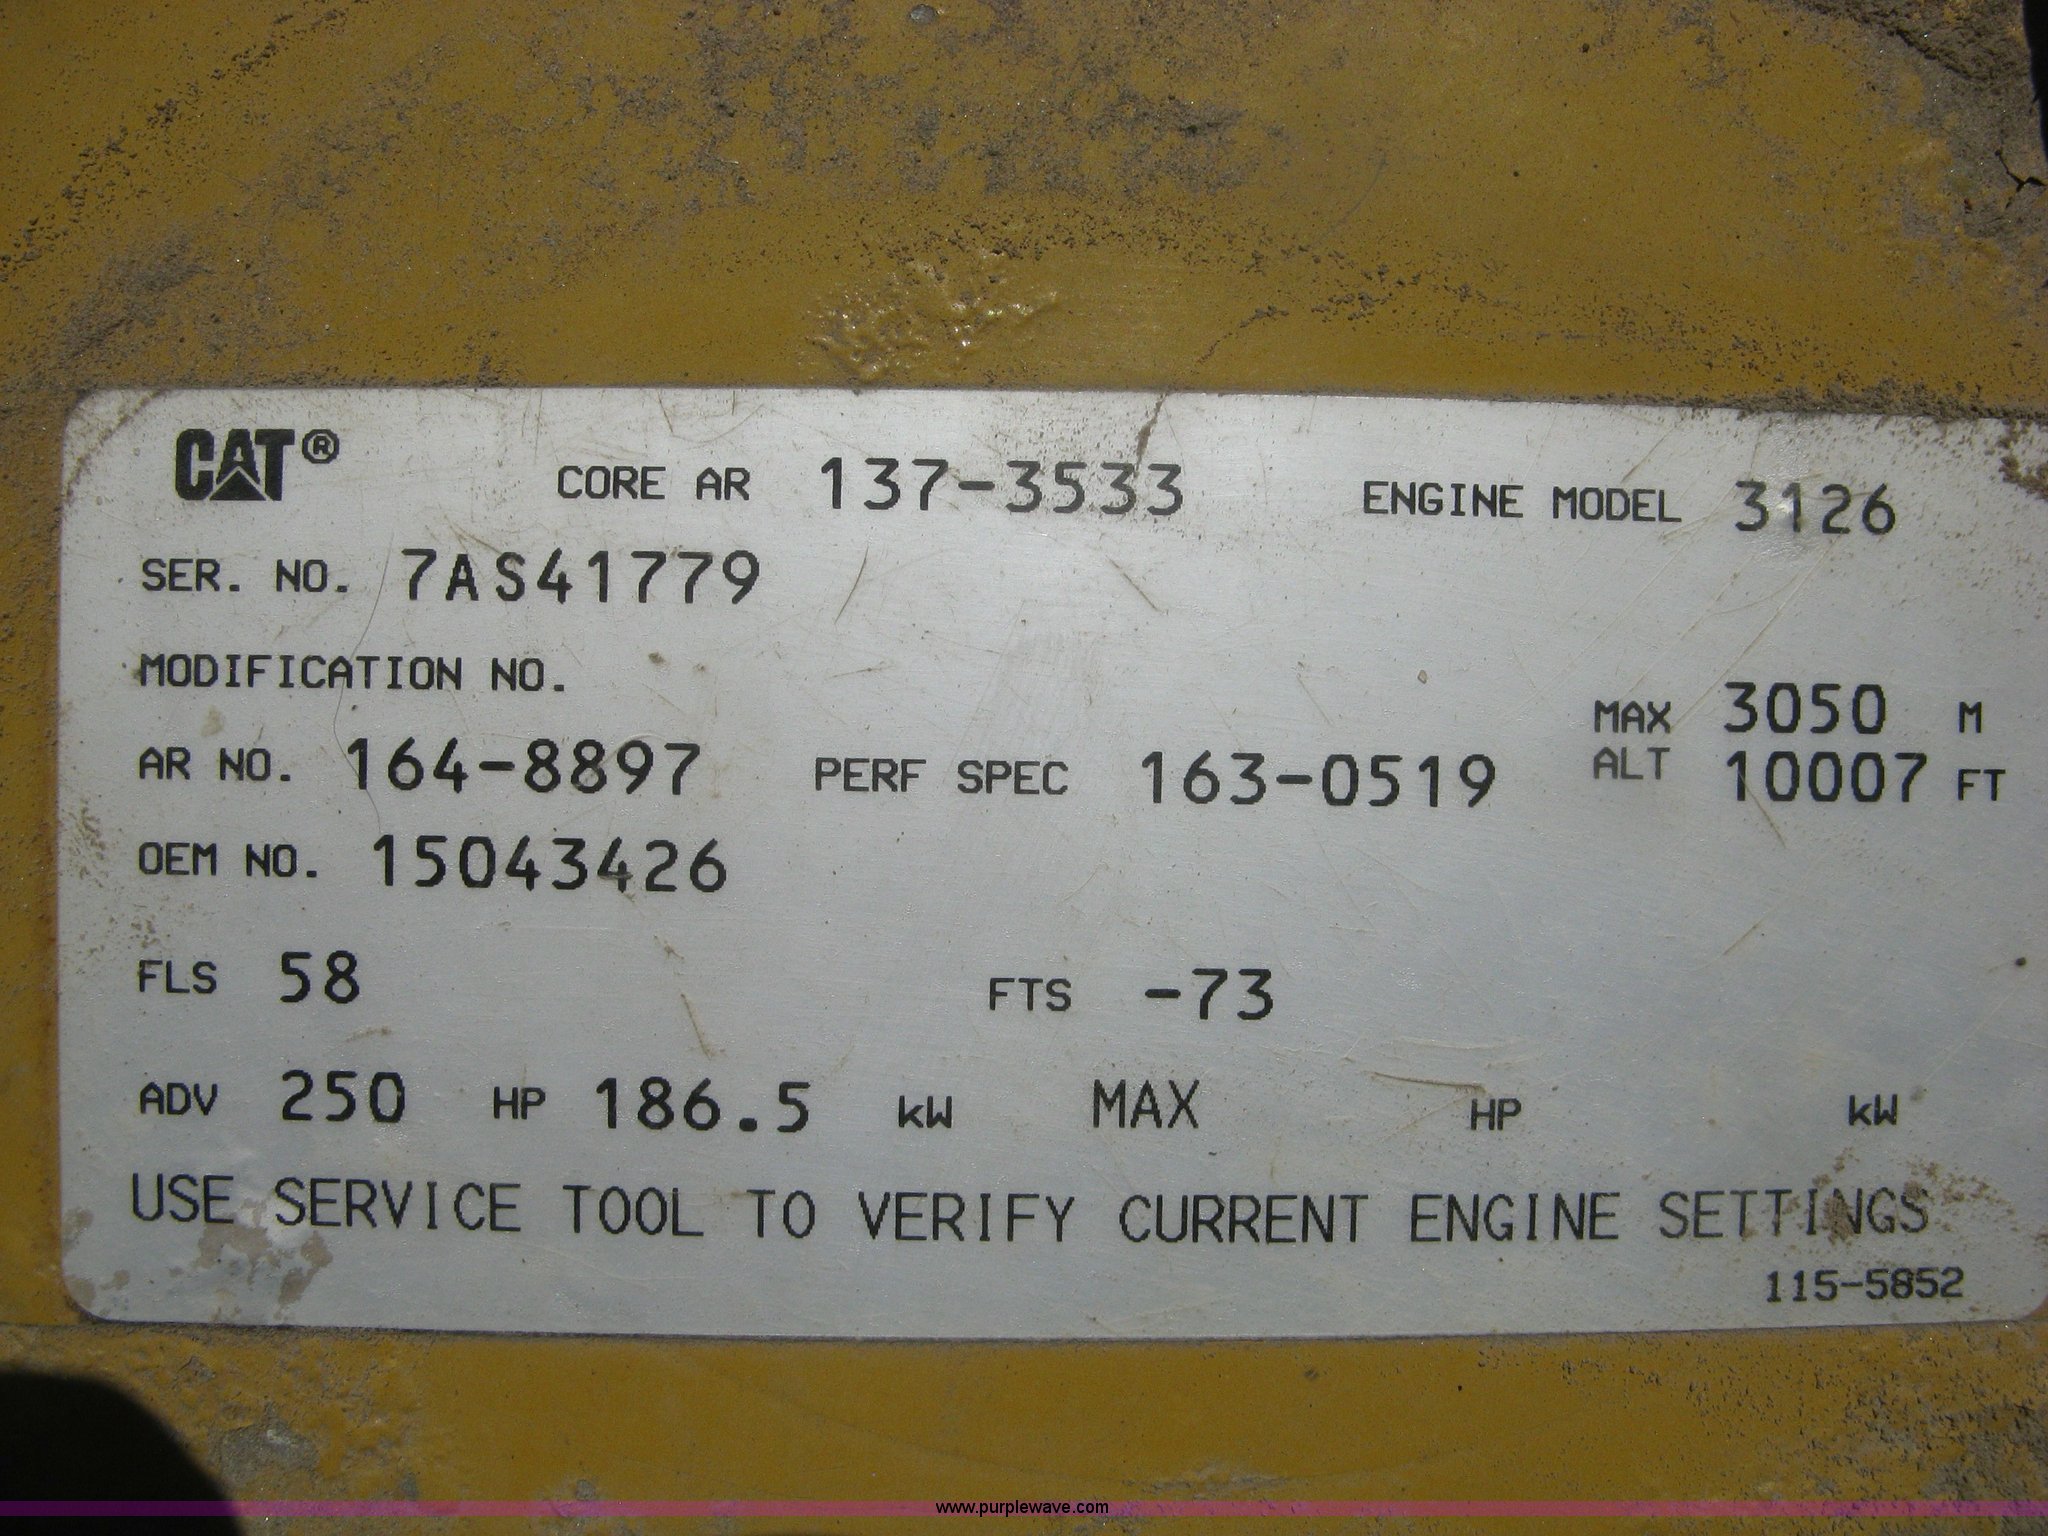 CAT® CORE AR 137-3533 ENGINE MODEL 3126
SER. NO. 7AS41779
MODIFICATION NO.
MAX 3050 M
AR NO. 164-8897 PERF SPEC 163-0519 ALT 10007 FT
OEM NO. 15043426
FLS 58 FTS -73
ADV 250 HP 186.5 kW MAX HP kW
USE SERVICE TOOL TO VERIFY CURRENT ENGINE SETTINGS
115-5852
www.purplewave.com